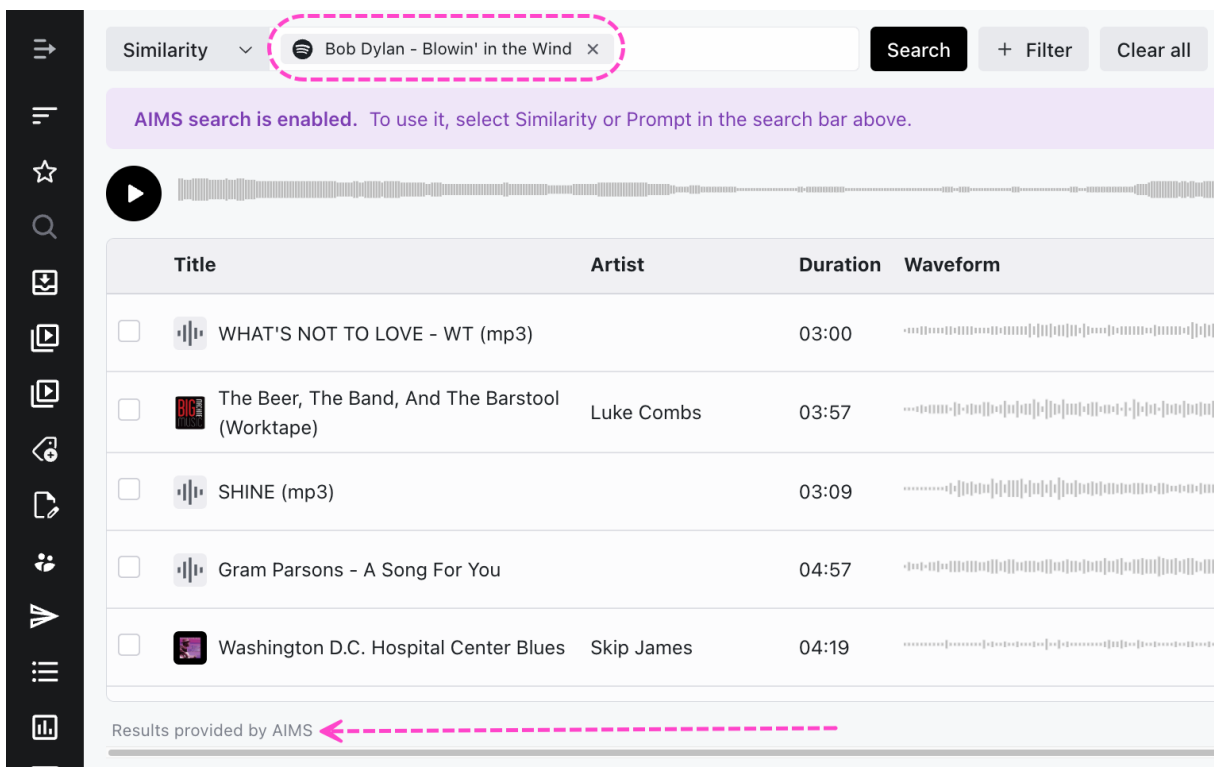 Similarity
Bob Dylan - Blowin' in the Wind
Search
+ Filter
Clear all
AIMS search is enabled. To use it, select Similarity or Prompt in the search bar above.
Title Artist Duration Waveform
WHAT'S NOT TO LOVE - WT (mp3) 03:00
The Beer, The Band, And The Barstool
(Worktape) Luke Combs 03:57
SHINE (mp3) 03:09
Gram Parsons - A Song For You 04:57
Washington D.C. Hospital Center Blues Skip James 04:19
Results provided by AIMS